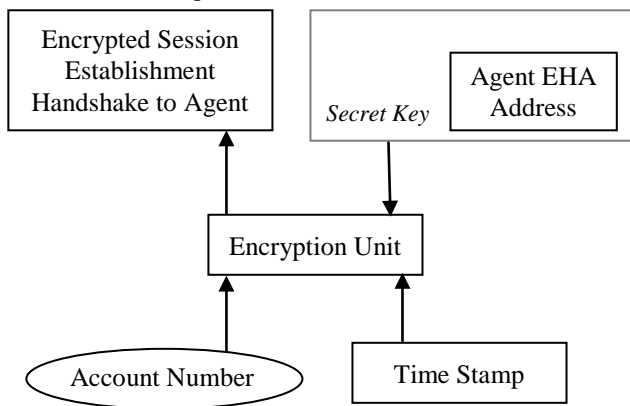 Encrypted Session
Establishment
Handshake to Agent
Agent EHA
Address
Secret Key
Encryption Unit
Account Number
Time Stamp